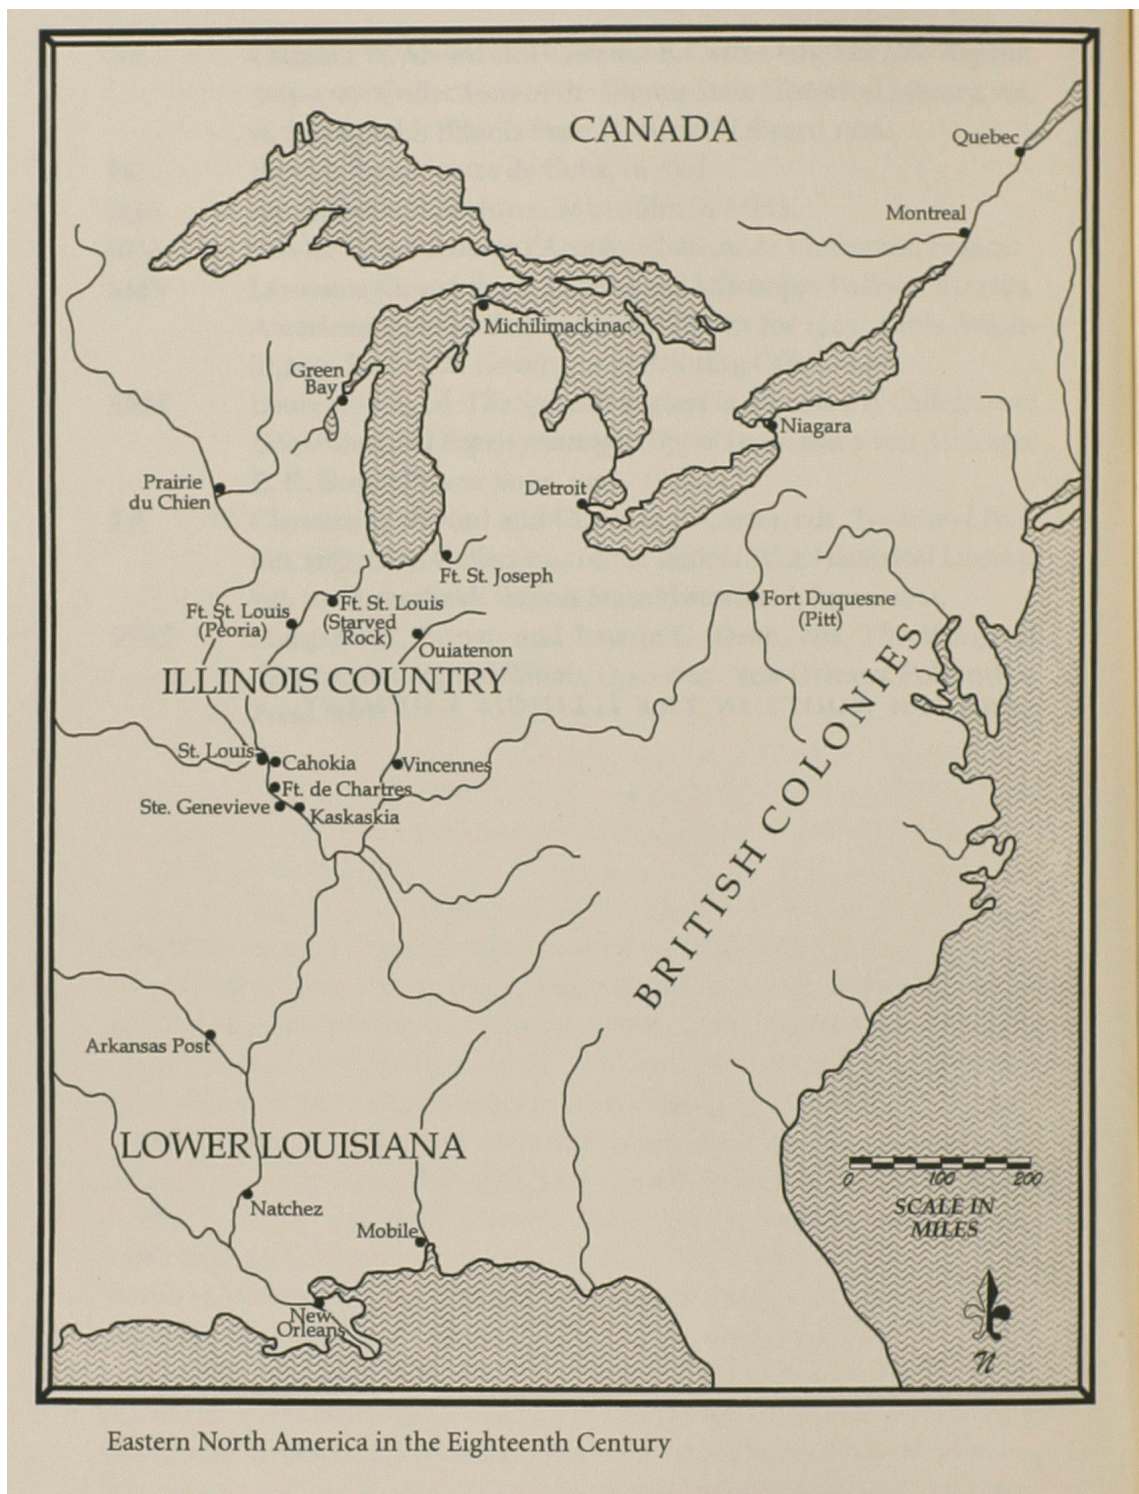 CANADA
Quebec
Montreal
Michilimackinac
Green
Bay
Niagara
Prairie
du Chien
Detroit
Ft. St. Joseph
Ft. St. Louis
(Peoria)
Ft. St. Louis
(Starved
Rock)
Ouiatenon
Fort Duquesne
(Pitt)
ILLINOIS COUNTRY
BRITISH COLONIES
St. Louis
Cahokia
Vincennes
Ft. de Chartres
Ste. Genevieve
Kaskaskia
Arkansas Post
LOWER LOUISIANA
Natchez
Mobile
New
Orleans
0 100 200
SCALE IN
MILES
N
Eastern North America in the Eighteenth Century